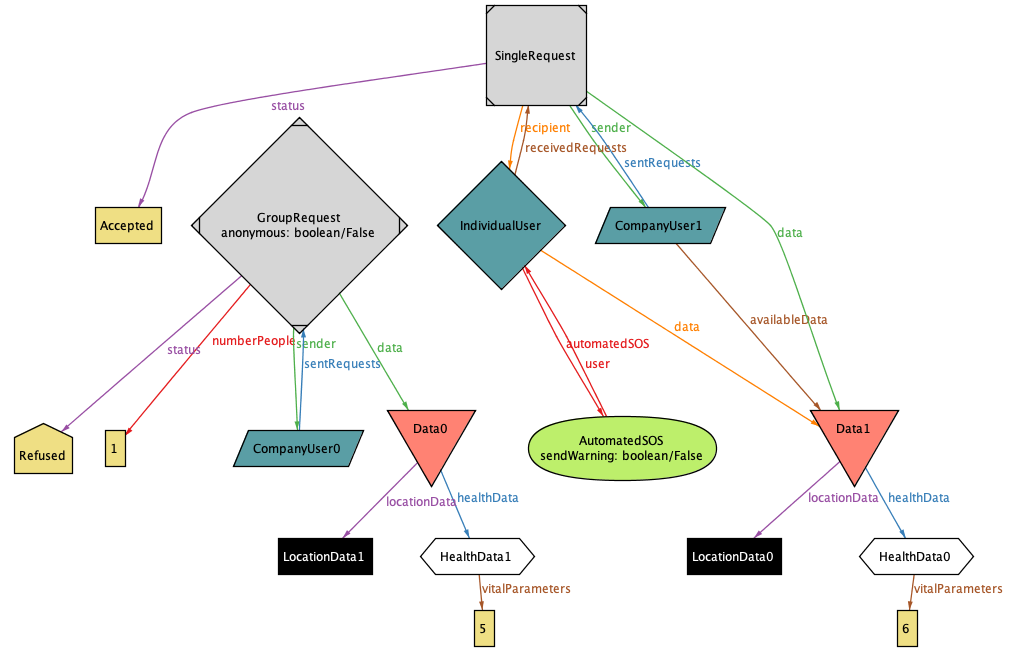 SingleRequest
status
recipient
sender
receivedRequests
sentRequests
GroupRequest
anonymous: boolean/False
Accepted
IndividualUser
CompanyUser1
data
availableData
data
status
numberPeople
sender
sentRequests
data
automatedSOS
user
Refused
1
CompanyUser0
Data0
AutomatedSOS
sendWarning: boolean/False
Data1
locationData
healthData
locationData
healthData
LocationData1
HealthData1
LocationData0
HealthData0
vitalParameters
vitalParameters
5
6